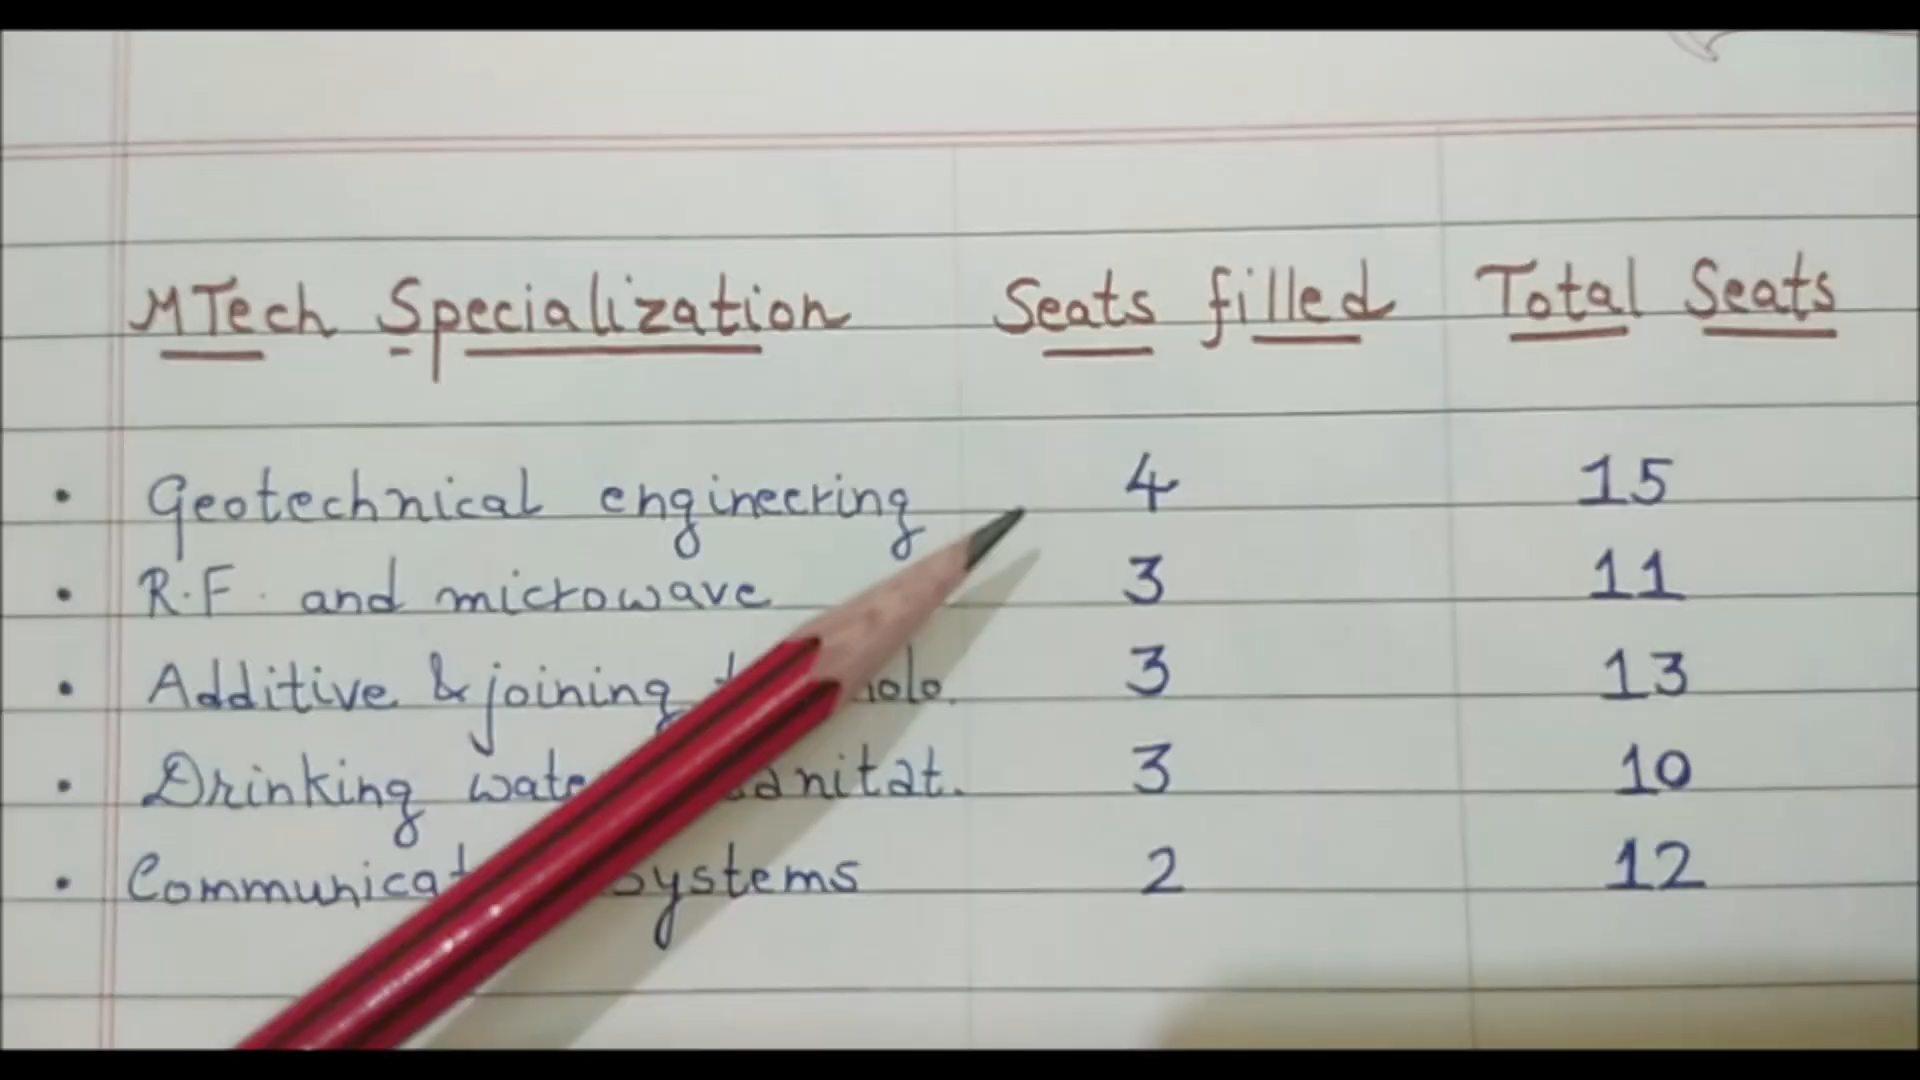 MTech Specialization Seats filled Total Seats
• Geotechnical engineering 4 15
• R.F. and microwave 3 11
• Additive & joining 3 13
• Drinking 3 10
• systems 2 12